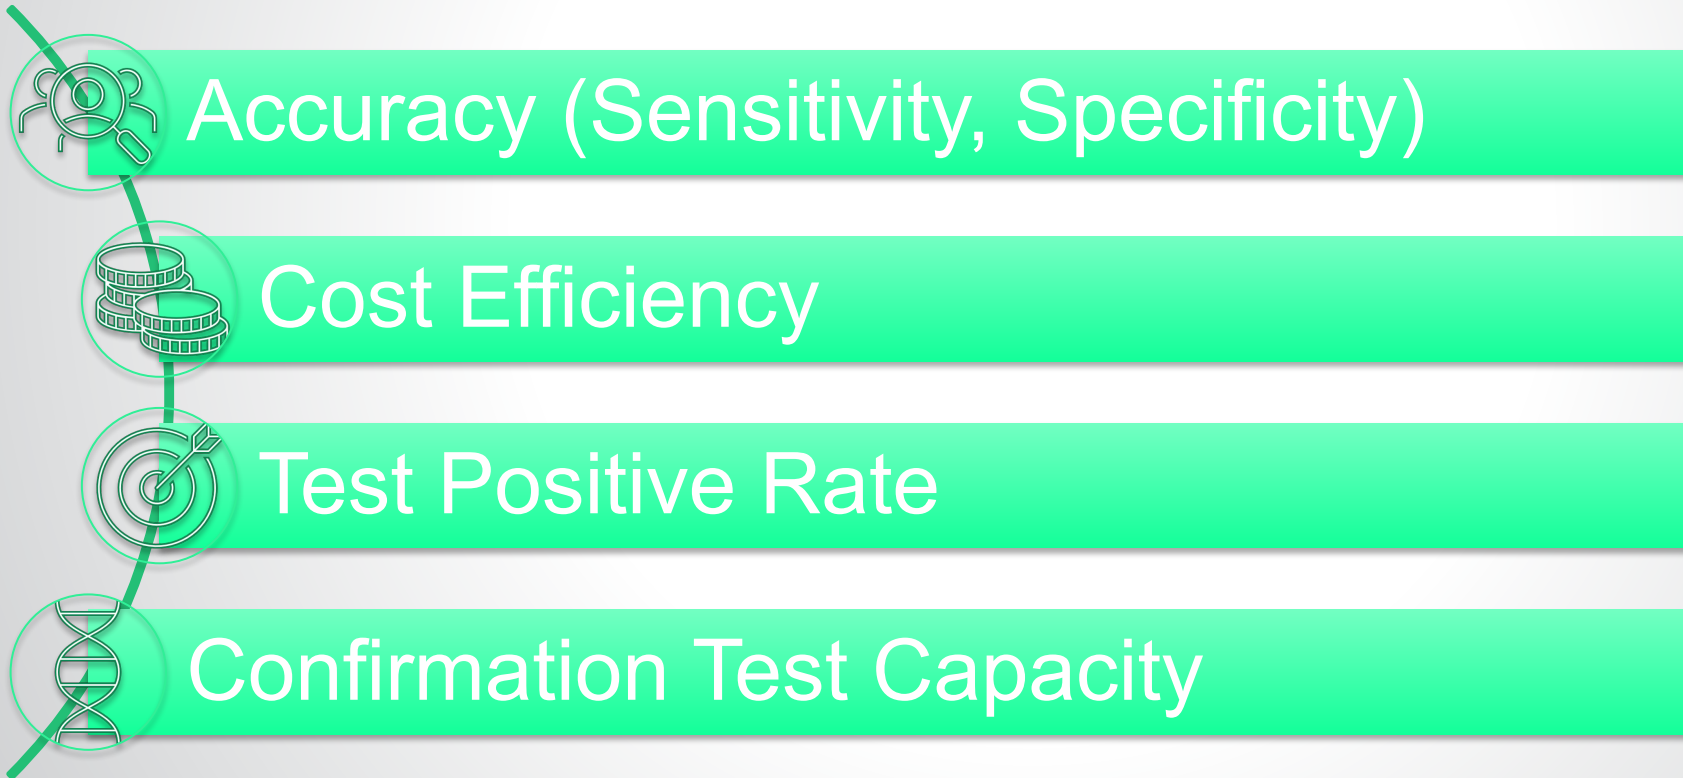 Accuracy (Sensitivity, Specificity)
Cost Efficiency
Test Positive Rate
Confirmation Test Capacity